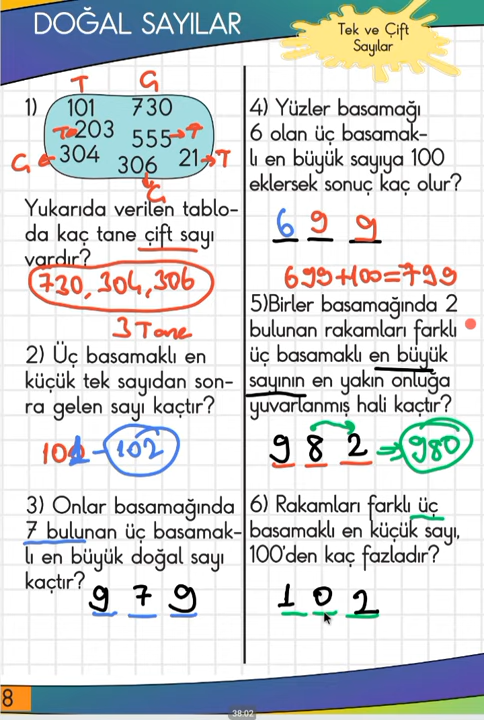 DOĞAL SAYILAR
Tek ve Çift
Sayılar
T Ç
1) 101 730
T 203 555 T
Ç 304 306 21 T
Ç
Yukarıda verilen tablo-
da kaç tane çift sayı
vardır?
730, 304, 306
3 Tane
2) Üç basamaklı en
küçük tek sayıdan son-
ra gelen sayı kaçtır?
101 - 102
3) Onlar basamağında
7 bulunan üç basamak-
lı en büyük doğal sayı
kaçtır?
9 7 9
4) Yüzler basamağı
6 olan üç basamak-
lı en büyük sayıya 100
eklersek sonuç kaç olur?
6 9 9
699+100=799
5)Birler basamağında 2
bulunan rakamları farklı
üç basamaklı en büyük
sayının en yakın onluğa
yuvarlanmış hali kaçtır?
9 8 2 ⇒ 980
6) Rakamları farklı üç
basamaklı en küçük sayı,
100'den kaç fazladır?
1 0 2
8
38:02